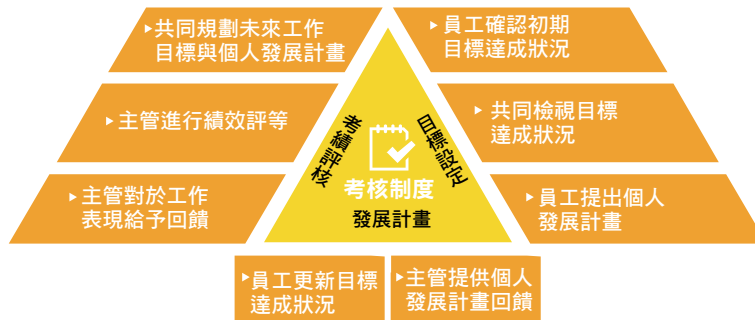 ▸共同規劃未來工作
目標與個人發展計畫
▸員工確認初期
目標達成狀況
▸主管進行績效評等
▸共同檢視目標
達成狀況
▸主管對於工作
表現給予回饋
▸員工提出個人
發展計畫
考績評核
目標設定
考核制度
發展計畫
▸員工更新目標
達成狀況
▸主管提供個人
發展計畫回饋